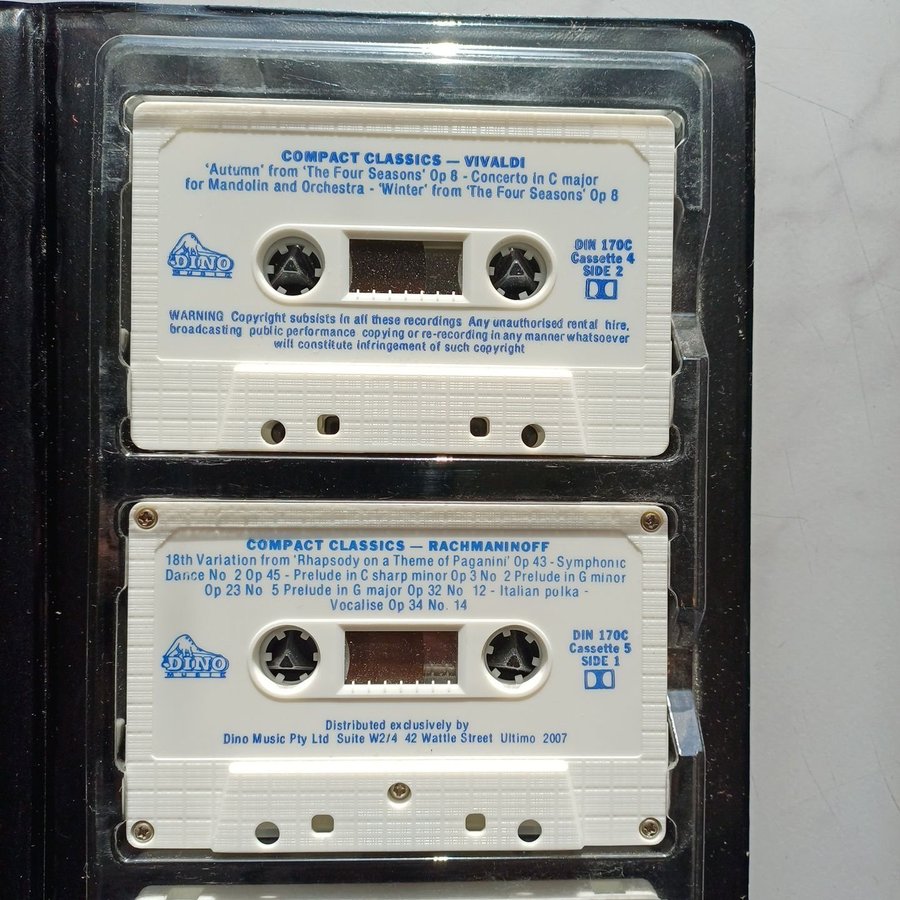 COMPACT CLASSICS — VIVALDI
'Autumn' from 'The Four Seasons' Op 8 - Concerto in C major
for Mandolin and Orchestra - 'Winter' from 'The Four Seasons' Op 8
DINO
MUSIC
DIN 170C
Cassette 4
SIDE 2
WARNING Copyright subsists in all these recordings Any unauthorised rental hire,
broadcasting public performance copying or re-recording in any manner whatsoever
will constitute infringement of such copyright
COMPACT CLASSICS — RACHMANINOFF
18th Variation from 'Rhapsody on a Theme of Paganini' Op 43 - Symphonic
Dance No 2 Op 45 - Prelude in C sharp minor Op 3 No 2 Prelude in G minor
Op 23 No 5 Prelude in G major Op 32 No 12 - Italian polka -
Vocalise Op 34 No. 14
DINO
MUSIC
DIN 170C
Cassette 5
SIDE 1
Distributed exclusively by
Dino Music Pty Ltd Suite W2/4 42 Wattle Street Ultimo 2007